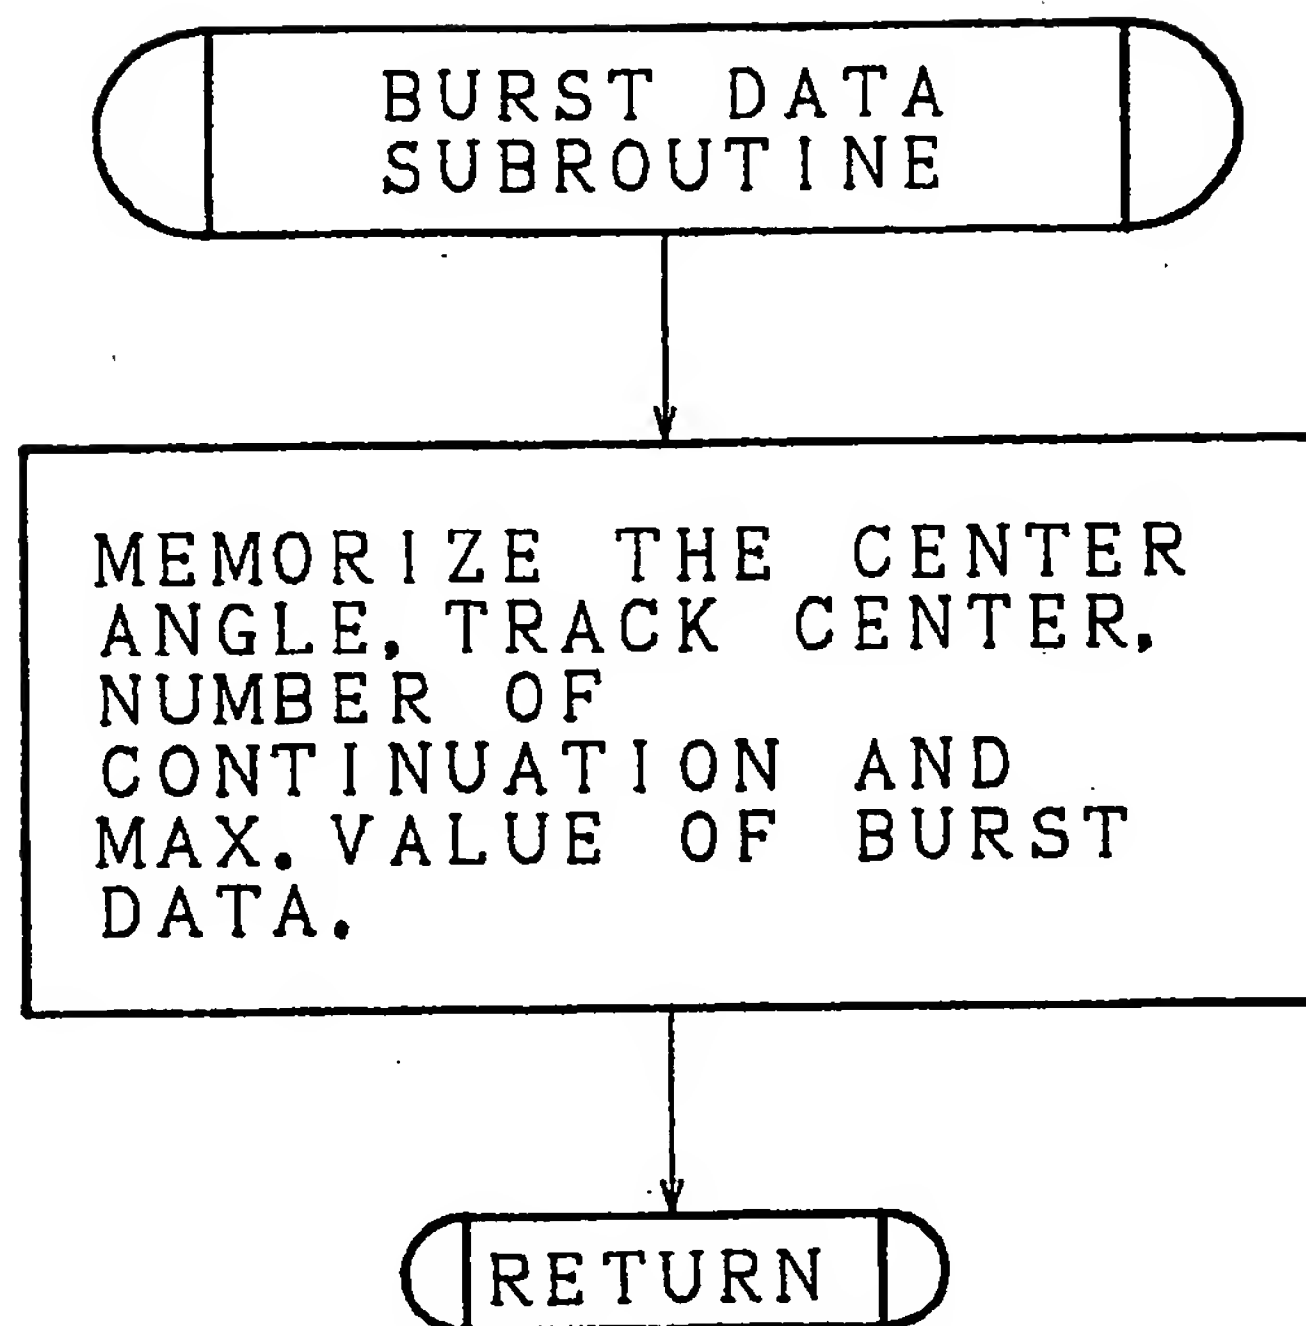 BURST DATA
SUBROUTINE
MEMORIZE THE CENTER
ANGLE, TRACK CENTER,
NUMBER OF
CONTINUATION AND
MAX. VALUE OF BURST
DATA.
RETURN